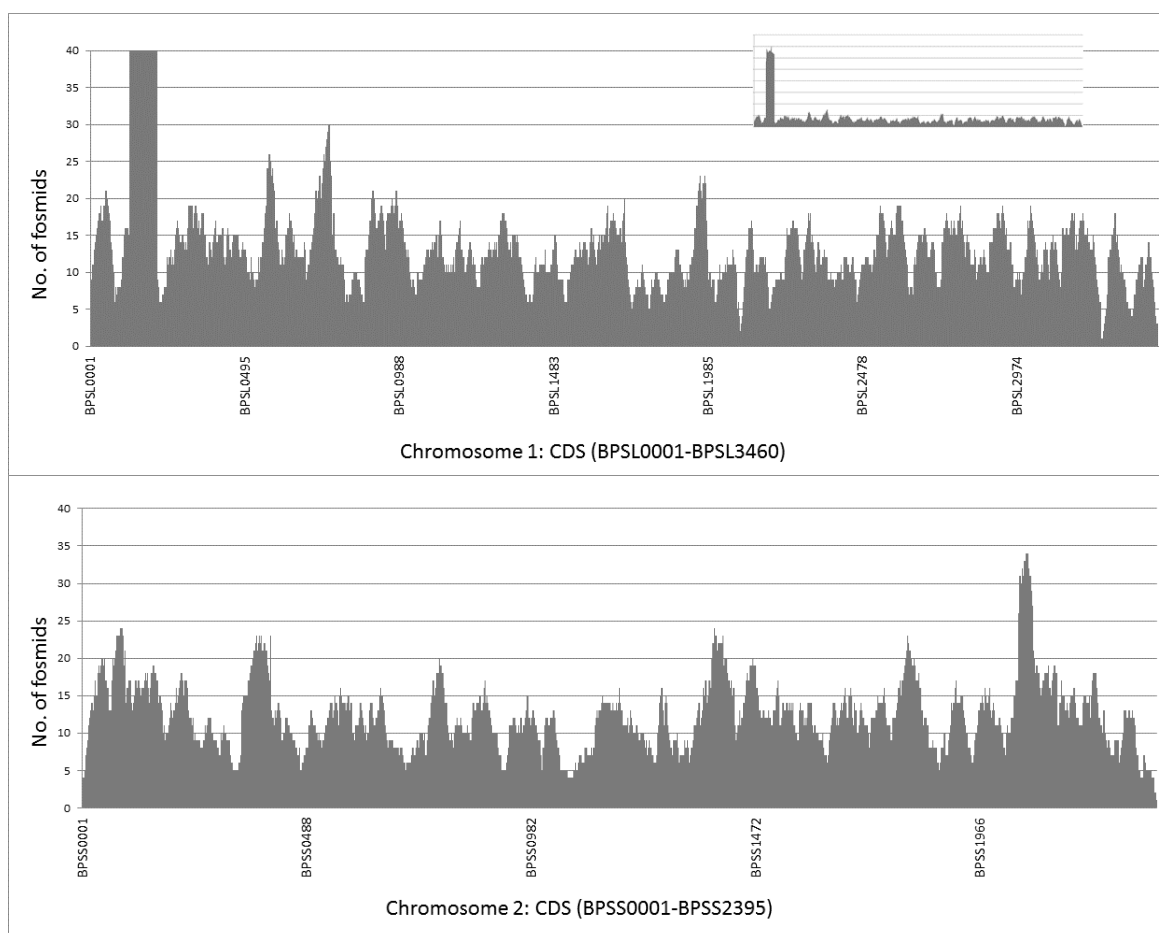 No. of fosmids
40
35
30
25
20
15
10
5
0
BPSL0001
BPSL0495
BPSL0988
BPSL1483
BPSL1985
BPSL2478
BPSL2974
Chromosome 1: CDS (BPSL0001-BPSL3460)
No. of fosmids
40
35
30
25
20
15
10
5
0
BPSS0001
BPSS0488
BPSS0982
BPSS1472
BPSS1966
Chromosome 2: CDS (BPSS0001-BPSS2395)